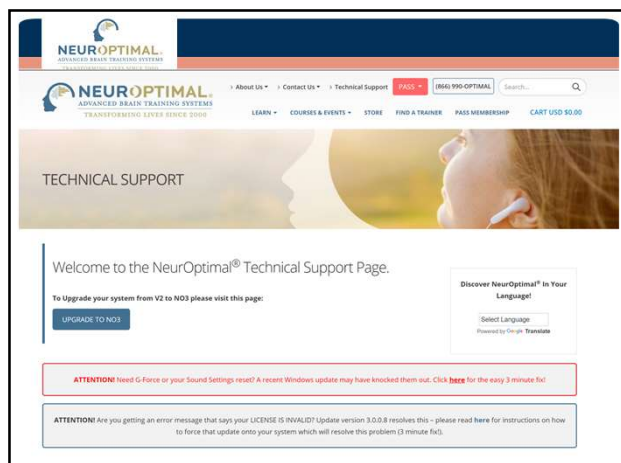 NEUROPTIMAL®
ADVANCED BRAIN TRAINING SYSTEMS
TRANSFORMING LIVES SINCE 2000
NEUROPTIMAL®
ADVANCED BRAIN TRAINING SYSTEMS
TRANSFORMING LIVES SINCE 2000
› About Us › Contact Us › Technical Support PASS (866) 990-OPTIMAL Search...
LEARN COURSES & EVENTS STORE FIND A TRAINER PASS MEMBERSHIP CART USD $0.00
TECHNICAL SUPPORT
Welcome to the NeurOptimal® Technical Support Page.
To Upgrade your system from V2 to NO3 please visit this page:
UPGRADE TO NO3
Discover NeurOptimal® In Your
Language!
Select Language
Powered by Google Translate
ATTENTION! Need G-Force or your Sound Settings reset? A recent Windows update may have knocked them out. Click here for the easy 3 minute fix!
ATTENTION! Are you getting an error message that says your LICENSE IS INVALID? Update version 3.0.0.8 resolves this – please read here for instructions on how
to force that update onto your system which will resolve this problem (3 minute fix!).